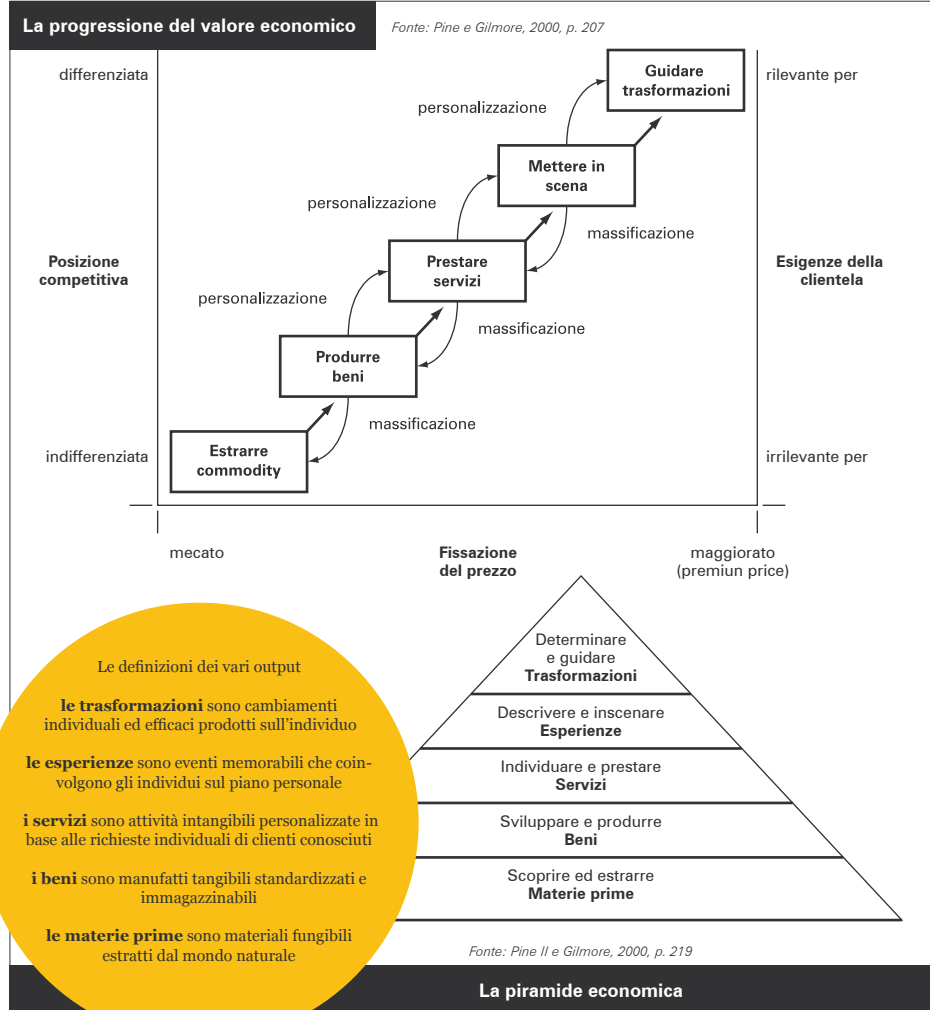 La progressione del valore economico
Fonte: Pine e Gilmore, 2000, p. 207
differenziata
Guidare
trasformazioni
rilevante per
personalizzazione
Mettere in
scena
personalizzazione
massificazione
Posizione
competitiva
Prestare
servizi
Esigenze della
clientela
personalizzazione
massificazione
Produrre
beni
massificazione
indifferenziata
Estrarre
commodity
irrilevante per
mecato
Fissazione
del prezzo
maggiorato
(premiun price)
Le definizioni dei vari output
le trasformazioni sono cambiamenti
individuali ed efficaci prodotti sull'individuo
le esperienze sono eventi memorabili che coin-
volgono gli individui sul piano personale
i servizi sono attività intangibili personalizzate in
base alle richieste individuali di clienti conosciuti
i beni sono manufatti tangibili standardizzati e
immagazzinabili
le materie prime sono materiali fungibili
estratti dal mondo naturale
Determinare
e guidare
Trasformazioni
Descrivere e inscenare
Esperienze
Individuare e prestare
Servizi
Sviluppare e produrre
Beni
Scoprire ed estrarre
Materie prime
Fonte: Pine II e Gilmore, 2000, p. 219
La piramide economica